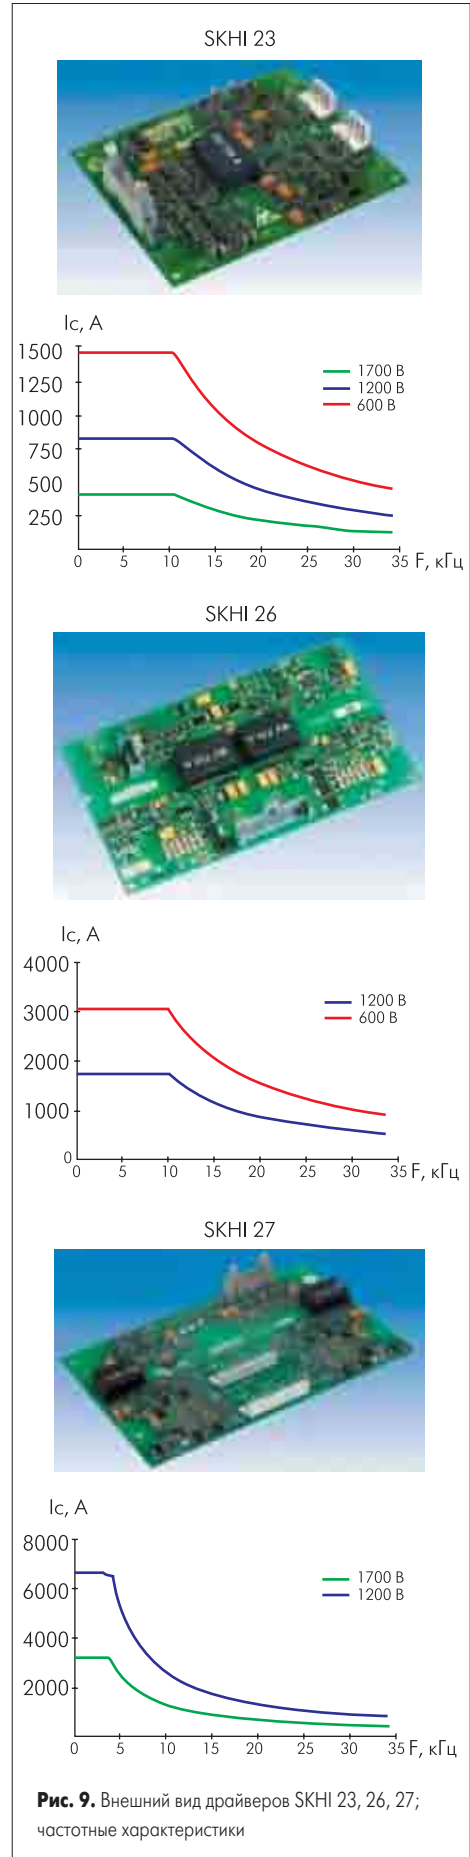 SKHI 23
Ic, A
1500
1250
1000
750
500
250
1700 В
1200 В
600 В
0 5 10 15 20 25 30 35 F, кГц
SKHI 26
Ic, A
4000
3000
2000
1000
0
1200 В
600 В
0 5 10 15 20 25 30 35 F, кГц
SKHI 27
Ic, A
8000
6000
4000
2000
1700 В
1200 В
0 5 10 15 20 25 30 35 F, кГц
Рис. 9. Внешний вид драйверов SKHI 23, 26, 27;
частотные характеристики